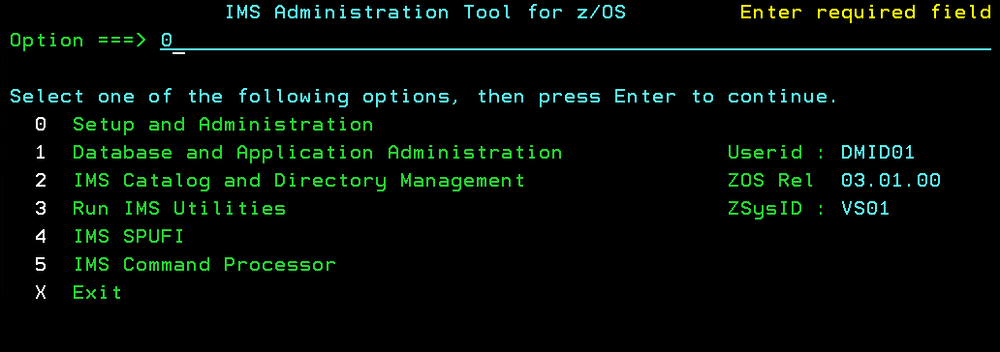 IMS Administration Tool for z/OS Enter required field
Option ===> 0_
Select one of the following options, then press Enter to continue.
0 Setup and Administration
1 Database and Application Administration Userid : DMID01
2 IMS Catalog and Directory Management ZOS Rel 03.01.00
3 Run IMS Utilities ZSysID : VS01
4 IMS SPUFI
5 IMS Command Processor
X Exit